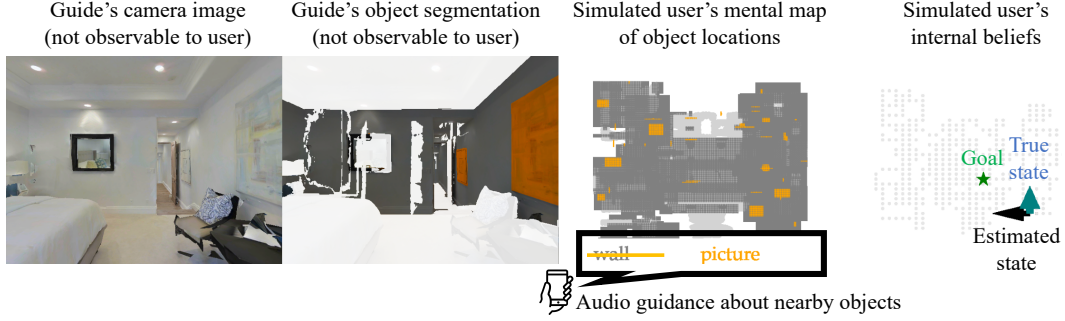 Guide's camera image
(not observable to user)
Guide's object segmentation
(not observable to user)
Simulated user's mental map
of object locations
Simulated user's
internal beliefs
Goal
True
state
Estimated
state
wall
picture
Audio guidance about nearby objects